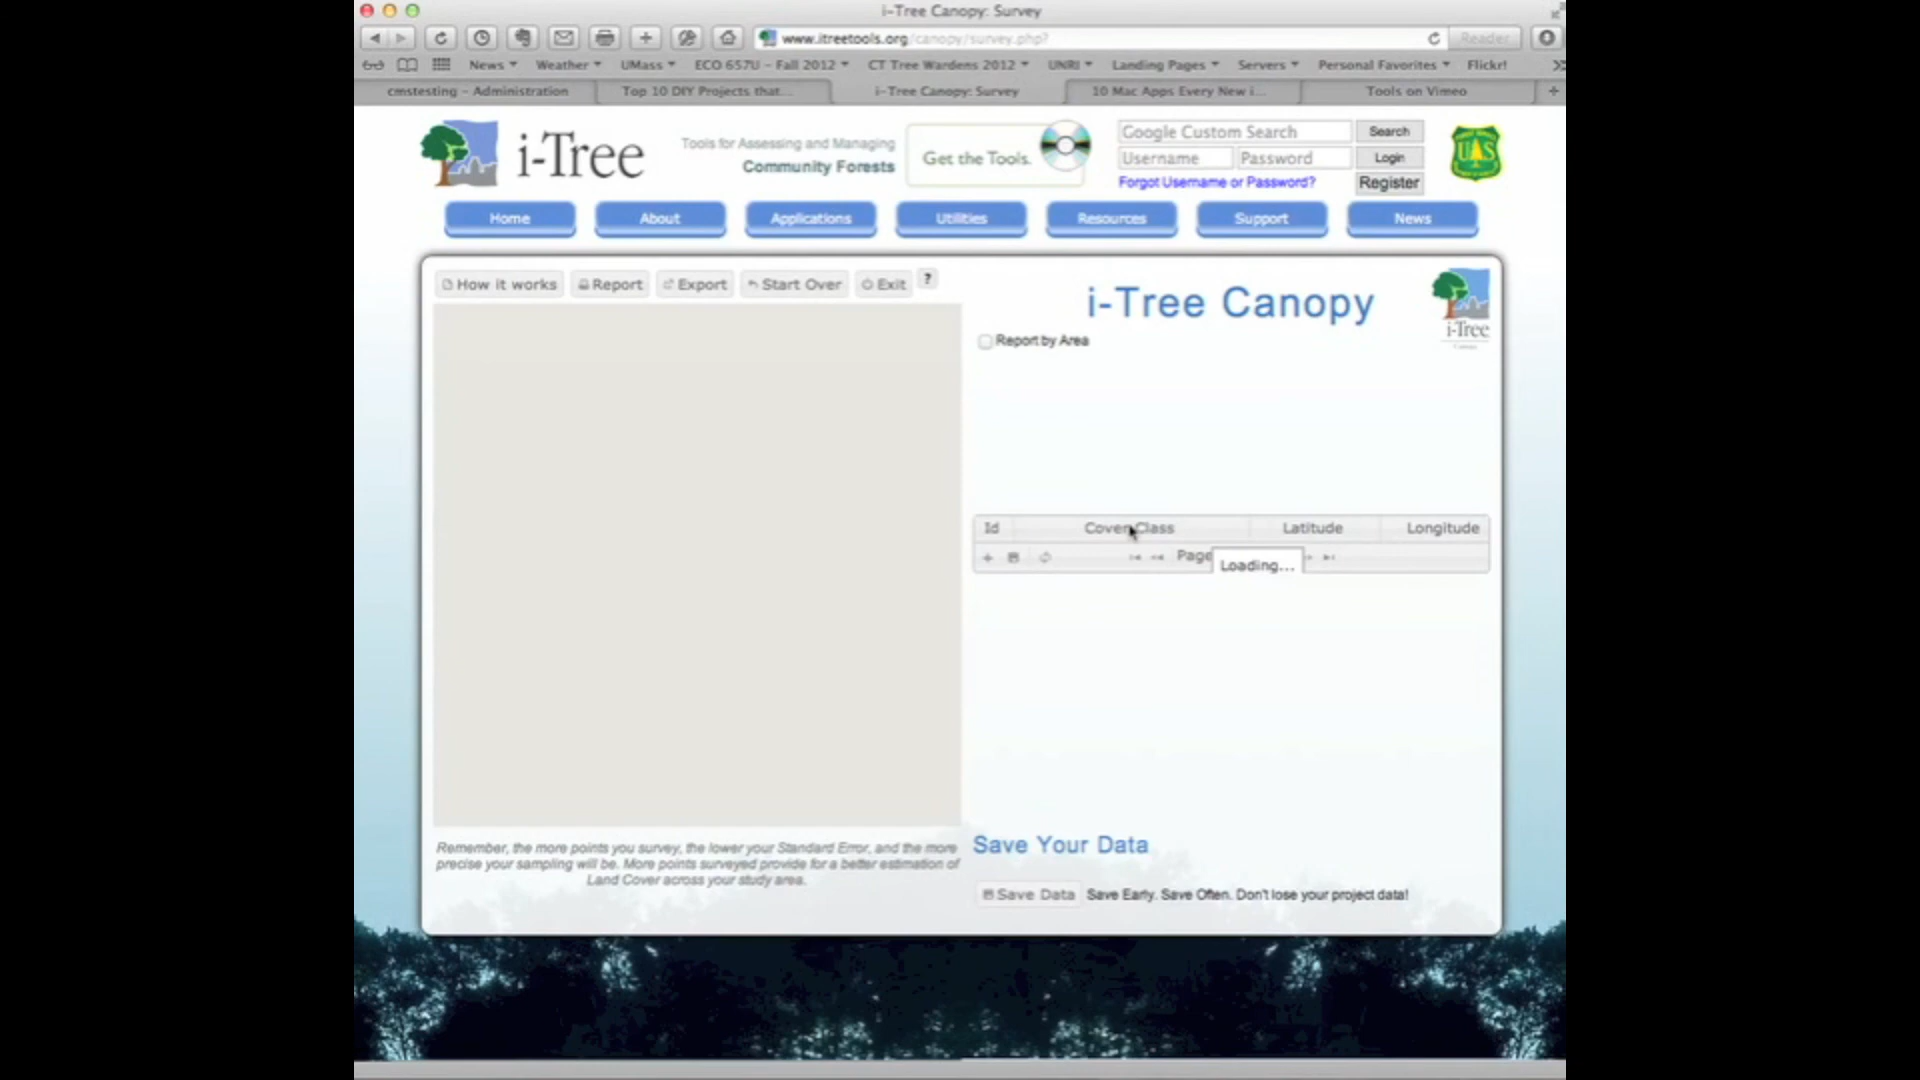 i-Tree Canopy: Survey
www.itreetools.org/canopy/survey.php?
Reader
News Weather UMass ECO 657U - Fall 2012 CT Tree Wardens 2012 UNRI Landing Pages Servers Personal Favorites Flickr!
cmstesting - Administration Top 10 DIY Projects that... i-Tree Canopy: Survey 10 Mac Apps Every New i... Tools on Vimeo
i-Tree
Tools for Assessing and Managing
Community Forests
Get the Tools.
Google Custom Search Search
Username Password Login
Forgot Username or Password? Register
FOREST SERVICE
U S
Home About Applications Utilities Resources Support News
How it works Report Export Start Over Exit ?
i-Tree Canopy
i-Tree
Canopy
Report by Area
Id Cover Class Latitude Longitude
Page
Loading...
Remember, the more points you survey, the lower your Standard Error, and the more
precise your sampling will be. More points surveyed provide for a better estimation of
Land Cover across your study area.
Save Your Data
Save Data Save Early. Save Often. Don't lose your project data!